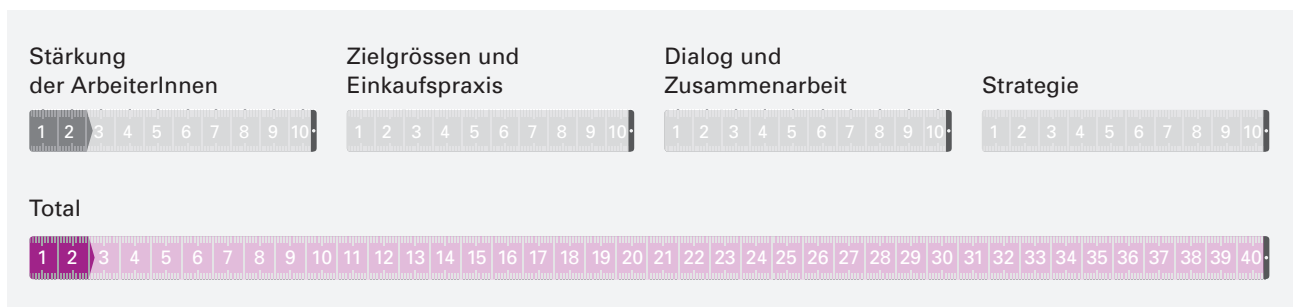 Stärkung
der ArbeiterInnen
1 2 3 4 5 6 7 8 9 10
Zielgrössen und
Einkaufspraxis
1 2 3 4 5 6 7 8 9 10
Dialog und
Zusammenarbeit
1 2 3 4 5 6 7 8 9 10
Strategie
1 2 3 4 5 6 7 8 9 10
Total
1 2 3 4 5 6 7 8 9 10 11 12 13 14 15 16 17 18 19 20 21 22 23 24 25 26 27 28 29 30 31 32 33 34 35 36 37 38 39 40